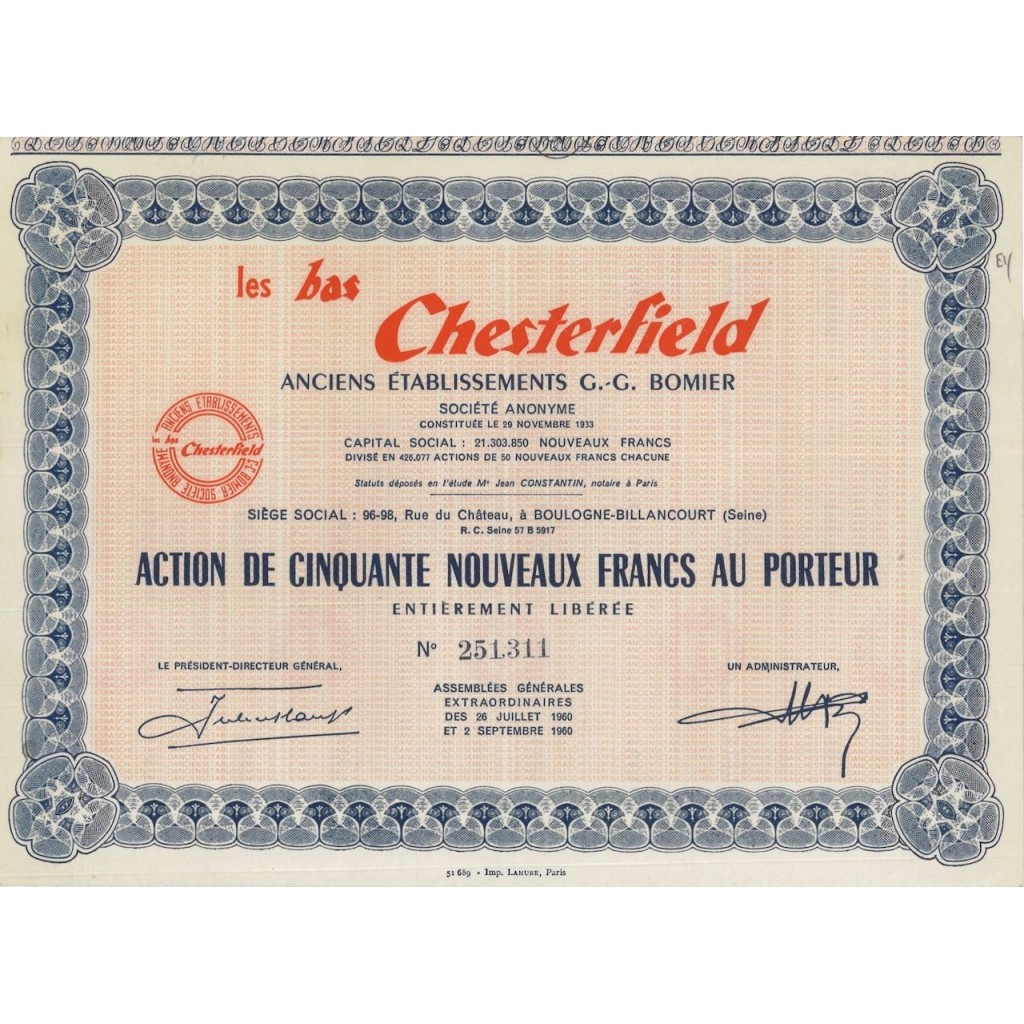 les bas
Chesterfield
ANCIENS ÉTABLISSEMENTS G.-G. BOMIER
SOCIÉTÉ ANONYME
CONSTITUÉE LE 29 NOVEMBRE 1933
CAPITAL SOCIAL : 21.303.850 NOUVEAUX FRANCS
DIVISÉ EN 426.077 ACTIONS DE 50 NOUVEAUX FRANCS CHACUNE
Statuts déposés en l'étude Me Jean CONSTANTIN, notaire à Paris
SIÈGE SOCIAL : 96-98, Rue du Château, à BOULOGNE-BILLANCOURT (Seine)
R. C. Seine 57 B 5917
ANCIENS ETABLISSEMENTS
bas Chesterfield
BOMIER SOCIÉTÉ ANONYME
ACTION DE CINQUANTE NOUVEAUX FRANCS AU PORTEUR
ENTIÈREMENT LIBÉRÉE
No 251.311
LE PRÉSIDENT-DIRECTEUR GÉNÉRAL,
UN ADMINISTRATEUR,
ASSEMBLÉES GÉNÉRALES
EXTRAORDINAIRES
DES 26 JUILLET 1960
ET 2 SEPTEMBRE 1960
51 689 - Imp. LAHURE, Paris